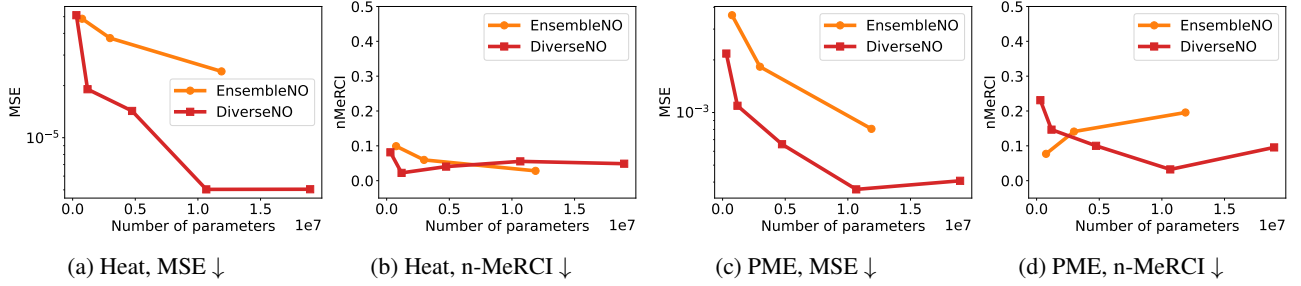 MSE
10⁻⁵
EnsembleNO
DiverseNO
0.0 0.5 1.0 1.5
Number of parameters 1e7
(a) Heat, MSE ↓
nMeRCI
0.5
0.4
0.3
0.2
0.1
0.0
EnsembleNO
DiverseNO
0.0 0.5 1.0 1.5
Number of parameters 1e7
(b) Heat, n-MeRCI ↓
MSE
10⁻³
EnsembleNO
DiverseNO
0.0 0.5 1.0 1.5
Number of parameters 1e7
(c) PME, MSE ↓
nMeRCI
0.5
0.4
0.3
0.2
0.1
0.0
EnsembleNO
DiverseNO
0.0 0.5 1.0 1.5
Number of parameters 1e7
(d) PME, n-MeRCI ↓